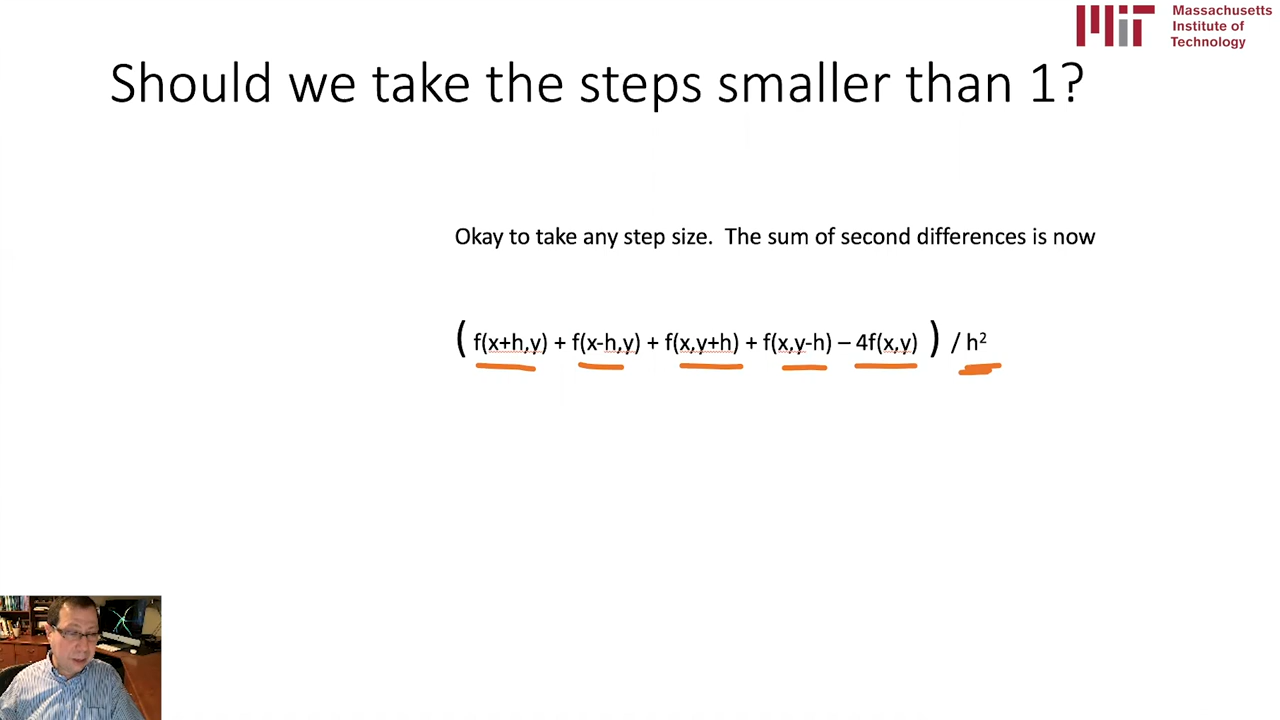 Massachusetts
Institute of
Technology
Should we take the steps smaller than 1?
Okay to take any step size.  The sum of second differences is now
( f(x+h,y) + f(x-h,y) + f(x,y+h) + f(x,y-h) – 4f(x,y) ) / h²